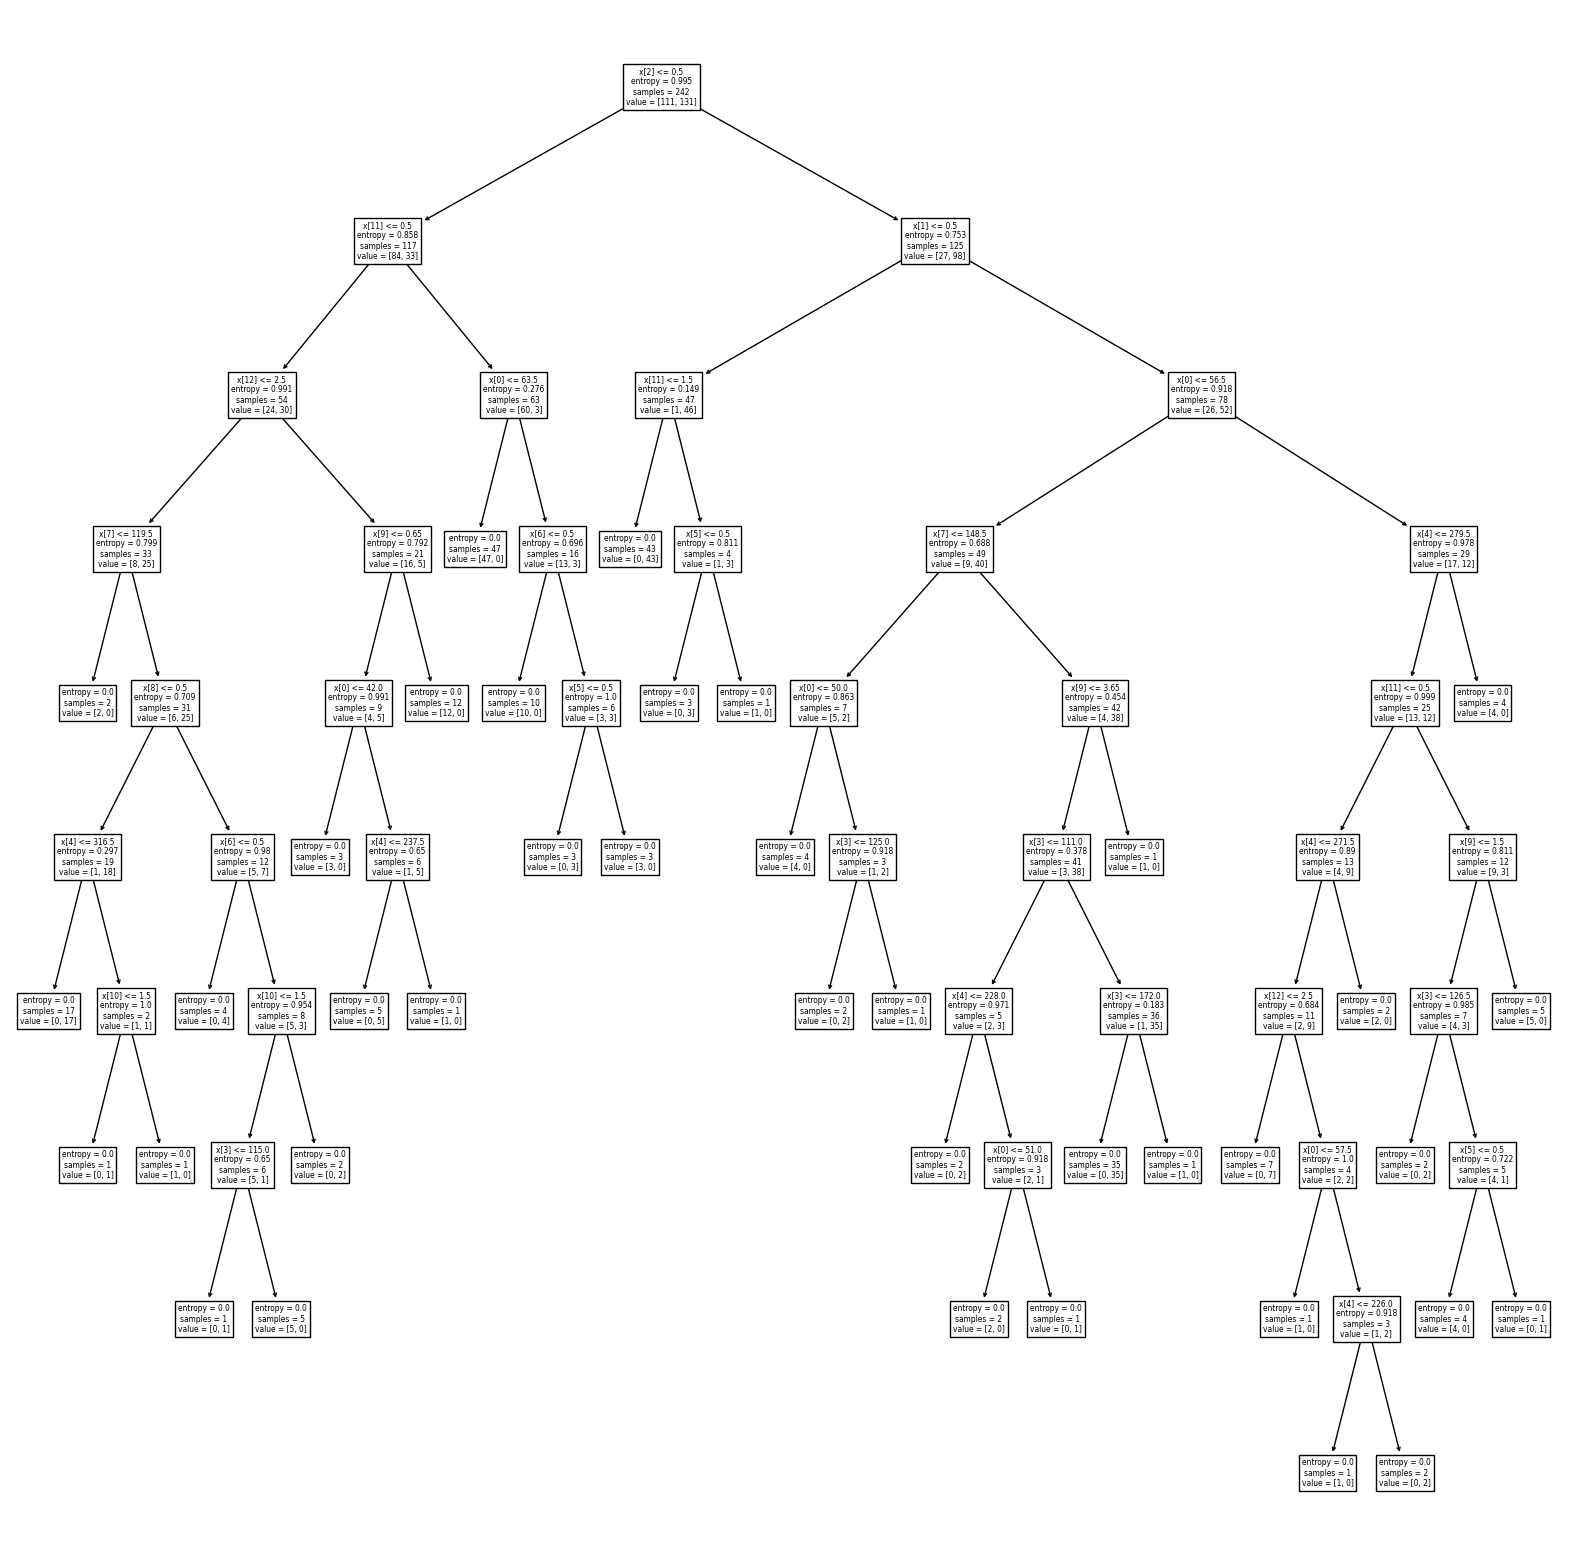 x[2] <= 0.5
entropy = 0.995
samples = 242
value = [111, 131]
x[11] <= 0.5
entropy = 0.858
samples = 117
value = [84, 33]
x[1] <= 0.5
entropy = 0.753
samples = 125
value = [27, 98]
x[12] <= 2.5
entropy = 0.991
samples = 54
value = [24, 30]
x[0] <= 63.5
entropy = 0.276
samples = 63
value = [60, 3]
x[11] <= 1.5
entropy = 0.149
samples = 47
value = [1, 46]
x[0] <= 56.5
entropy = 0.918
samples = 78
value = [26, 52]
x[7] <= 119.5
entropy = 0.799
samples = 33
value = [8, 25]
x[9] <= 0.65
entropy = 0.792
samples = 21
value = [16, 5]
entropy = 0.0
samples = 47
value = [47, 0]
x[6] <= 0.5
entropy = 0.696
samples = 16
value = [13, 3]
entropy = 0.0
samples = 43
value = [0, 43]
x[5] <= 0.5
entropy = 0.811
samples = 4
value = [1, 3]
x[7] <= 148.5
entropy = 0.688
samples = 49
value = [9, 40]
x[4] <= 279.5
entropy = 0.978
samples = 29
value = [17, 12]
entropy = 0.0
samples = 2
value = [2, 0]
x[8] <= 0.5
entropy = 0.709
samples = 31
value = [6, 25]
x[0] <= 42.0
entropy = 0.991
samples = 9
value = [4, 5]
entropy = 0.0
samples = 12
value = [12, 0]
entropy = 0.0
samples = 10
value = [10, 0]
x[5] <= 0.5
entropy = 1.0
samples = 6
value = [3, 3]
entropy = 0.0
samples = 3
value = [0, 3]
entropy = 0.0
samples = 1
value = [1, 0]
x[0] <= 50.0
entropy = 0.863
samples = 7
value = [5, 2]
x[9] <= 3.65
entropy = 0.454
samples = 42
value = [4, 38]
x[11] <= 0.5
entropy = 0.999
samples = 25
value = [13, 12]
entropy = 0.0
samples = 4
value = [4, 0]
x[4] <= 316.5
entropy = 0.297
samples = 19
value = [1, 18]
x[6] <= 0.5
entropy = 0.98
samples = 12
value = [5, 7]
entropy = 0.0
samples = 3
value = [3, 0]
x[4] <= 237.5
entropy = 0.65
samples = 6
value = [1, 5]
entropy = 0.0
samples = 3
value = [0, 3]
entropy = 0.0
samples = 3
value = [3, 0]
entropy = 0.0
samples = 4
value = [4, 0]
x[3] <= 125.0
entropy = 0.918
samples = 3
value = [1, 2]
x[3] <= 111.0
entropy = 0.378
samples = 41
value = [3, 38]
entropy = 0.0
samples = 1
value = [1, 0]
x[4] <= 271.5
entropy = 0.89
samples = 13
value = [4, 9]
x[9] <= 1.5
entropy = 0.811
samples = 12
value = [9, 3]
entropy = 0.0
samples = 17
value = [0, 17]
x[10] <= 1.5
entropy = 1.0
samples = 2
value = [1, 1]
entropy = 0.0
samples = 4
value = [0, 4]
x[10] <= 1.5
entropy = 0.954
samples = 8
value = [5, 3]
entropy = 0.0
samples = 5
value = [0, 5]
entropy = 0.0
samples = 1
value = [1, 0]
entropy = 0.0
samples = 2
value = [0, 2]
entropy = 0.0
samples = 1
value = [1, 0]
x[4] <= 228.0
entropy = 0.971
samples = 5
value = [2, 3]
x[3] <= 172.0
entropy = 0.183
samples = 36
value = [1, 35]
x[12] <= 2.5
entropy = 0.684
samples = 11
value = [2, 9]
entropy = 0.0
samples = 2
value = [2, 0]
x[3] <= 126.5
entropy = 0.985
samples = 7
value = [4, 3]
entropy = 0.0
samples = 5
value = [5, 0]
entropy = 0.0
samples = 1
value = [0, 1]
entropy = 0.0
samples = 1
value = [1, 0]
x[3] <= 115.0
entropy = 0.65
samples = 6
value = [5, 1]
entropy = 0.0
samples = 2
value = [0, 2]
entropy = 0.0
samples = 2
value = [0, 2]
x[0] <= 51.0
entropy = 0.918
samples = 3
value = [2, 1]
entropy = 0.0
samples = 35
value = [0, 35]
entropy = 0.0
samples = 1
value = [1, 0]
entropy = 0.0
samples = 7
value = [0, 7]
x[0] <= 57.5
entropy = 1.0
samples = 4
value = [2, 2]
entropy = 0.0
samples = 2
value = [0, 2]
x[5] <= 0.5
entropy = 0.722
samples = 5
value = [4, 1]
entropy = 0.0
samples = 1
value = [0, 1]
entropy = 0.0
samples = 5
value = [5, 0]
entropy = 0.0
samples = 2
value = [2, 0]
entropy = 0.0
samples = 1
value = [0, 1]
entropy = 0.0
samples = 1
value = [1, 0]
x[4] <= 226.0
entropy = 0.918
samples = 3
value = [1, 2]
entropy = 0.0
samples = 4
value = [4, 0]
entropy = 0.0
samples = 1
value = [0, 1]
entropy = 0.0
samples = 1
value = [1, 0]
entropy = 0.0
samples = 2
value = [0, 2]